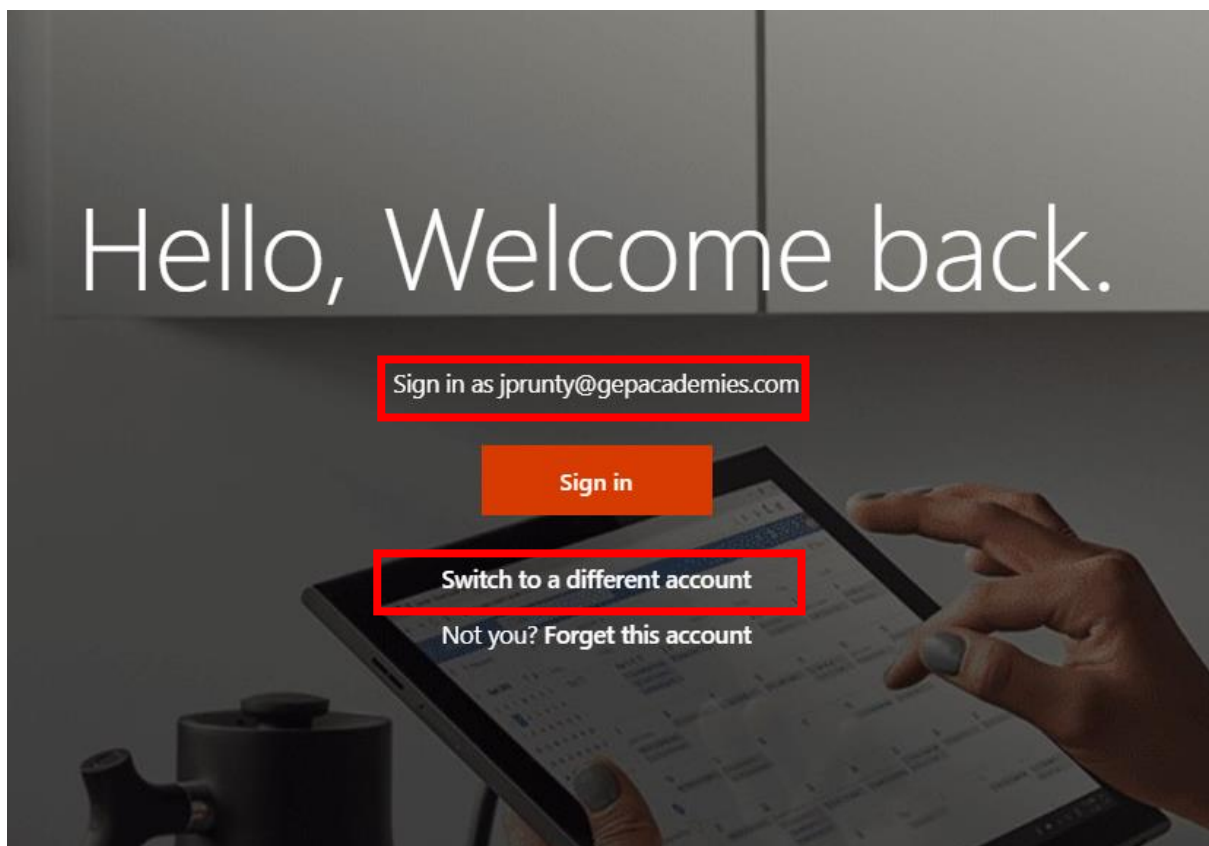 Hello, Welcome back.
Sign in as jprunty@gepacademies.com
Sign in
Switch to a different account
Not you? Forget this account